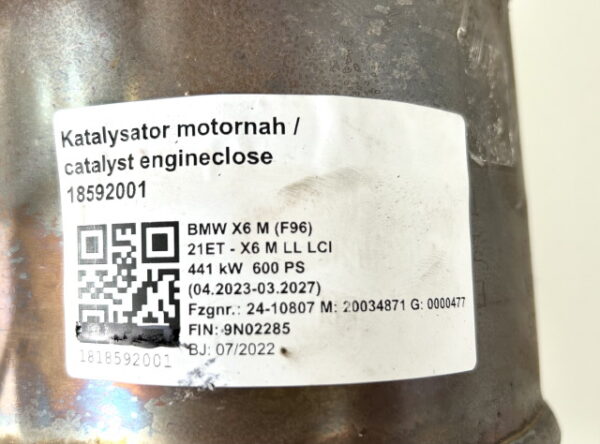 Katalysator motornah /
catalyst engineclose
18592001
BMW X6 M (F96)
21ET - X6 M LL LCI
441 kW 600 PS
(04.2023-03.2027)
Fzgnr.: 24-10807 M: 20034871 G: 0000477
FIN: 9N02285
BJ: 07/2022
1818592001